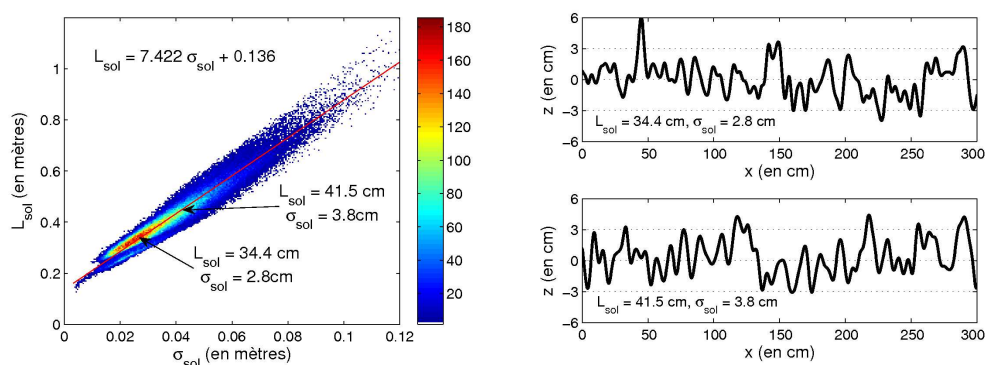 L_sol = 7.422 σ_sol + 0.136
L_sol (en mètres)
1
0.8
0.6
0.4
0.2
0
L_sol = 41.5 cm
σ_sol = 3.8cm
L_sol = 34.4 cm
σ_sol = 2.8cm
0 0.02 0.04 0.06 0.08 0.1 0.12
σ_sol (en mètres)
180
160
140
120
100
80
60
40
20
z (en cm)
6
3
0
−3
−6
L_sol = 34.4 cm, σ_sol = 2.8 cm
0 50 100 150 200 250 300
x (en cm)
z (en cm)
6
3
0
−3
−6
L_sol = 41.5 cm, σ_sol = 3.8 cm
0 50 100 150 200 250 300
x (en cm)